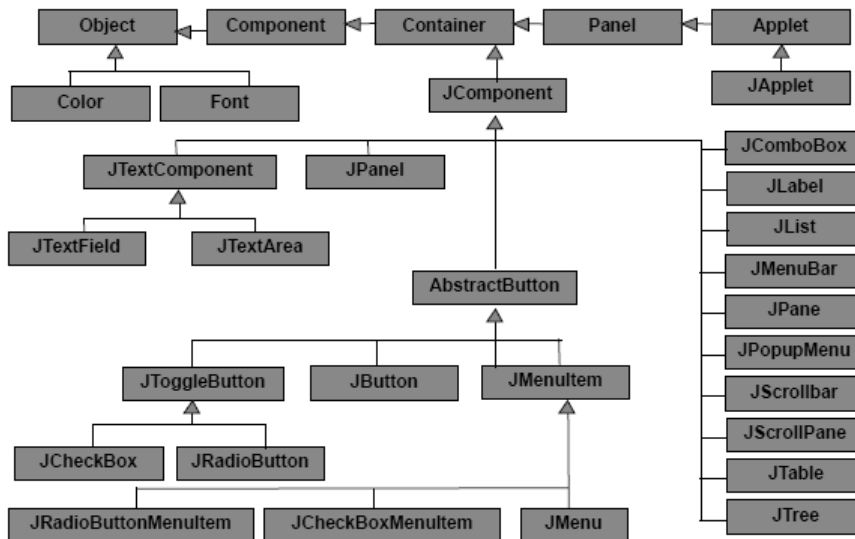 Object
Component
Container
Panel
Applet
Color
Font
JComponent
JApplet
JTextComponent
JPanel
JComboBox
JLabel
JTextField
JTextArea
JList
JMenuBar
AbstractButton
JPane
JPopupMenu
JToggleButton
JButton
JMenuItem
JScrollbar
JScrollPane
JCheckBox
JRadioButton
JTable
JRadioButtonMenuItem
JCheckBoxMenuItem
JMenu
JTree